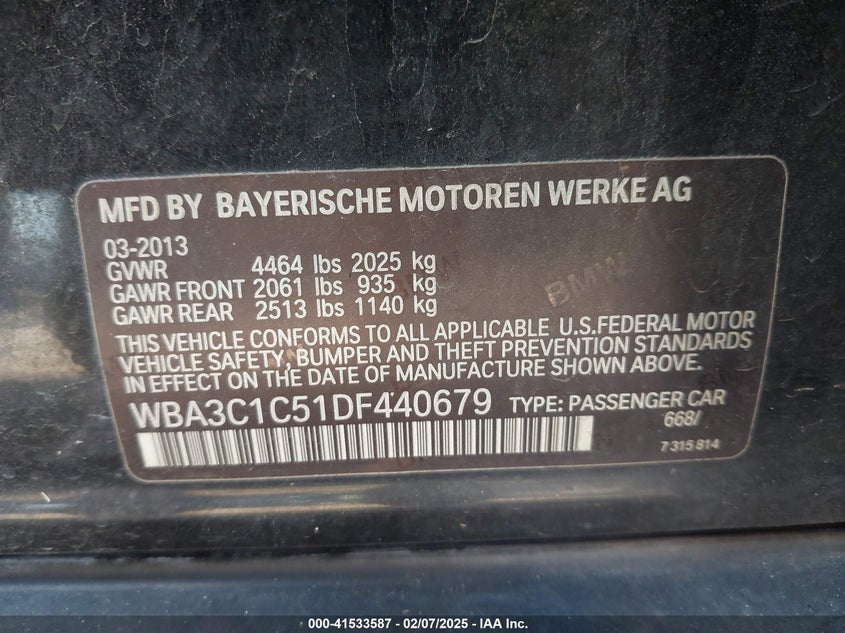 MFD BY BAYERISCHE MOTOREN WERKE AG
03-2013
GVWR 4464 lbs 2025 kg
GAWR FRONT 2061 lbs 935 kg
GAWR REAR 2513 lbs 1140 kg
BMW
THIS VEHICLE CONFORMS TO ALL APPLICABLE U.S.FEDERAL MOTOR
VEHICLE SAFETY, BUMPER AND THEFT PREVENTION STANDARDS
IN EFFECT ON THE DATE OF MANUFACTURE SHOWN ABOVE.
WBA3C1C51DF440679 TYPE: PASSENGER CAR
668/
7 315 814
000-41533587 - 02/07/2025 - IAA Inc.